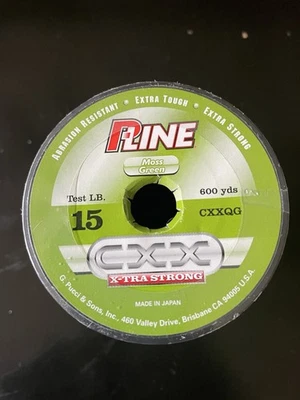 Abrasion Resistant * Extra Tough * Extra Strong
P-LINE
Moss
Green
Test LB.
600 yds
15
CXXQG
CXX
X-TRA STRONG
MADE IN JAPAN
G. Pucci & Sons, Inc., 460 Valley Drive, Brisbane CA 94005 U.S.A.